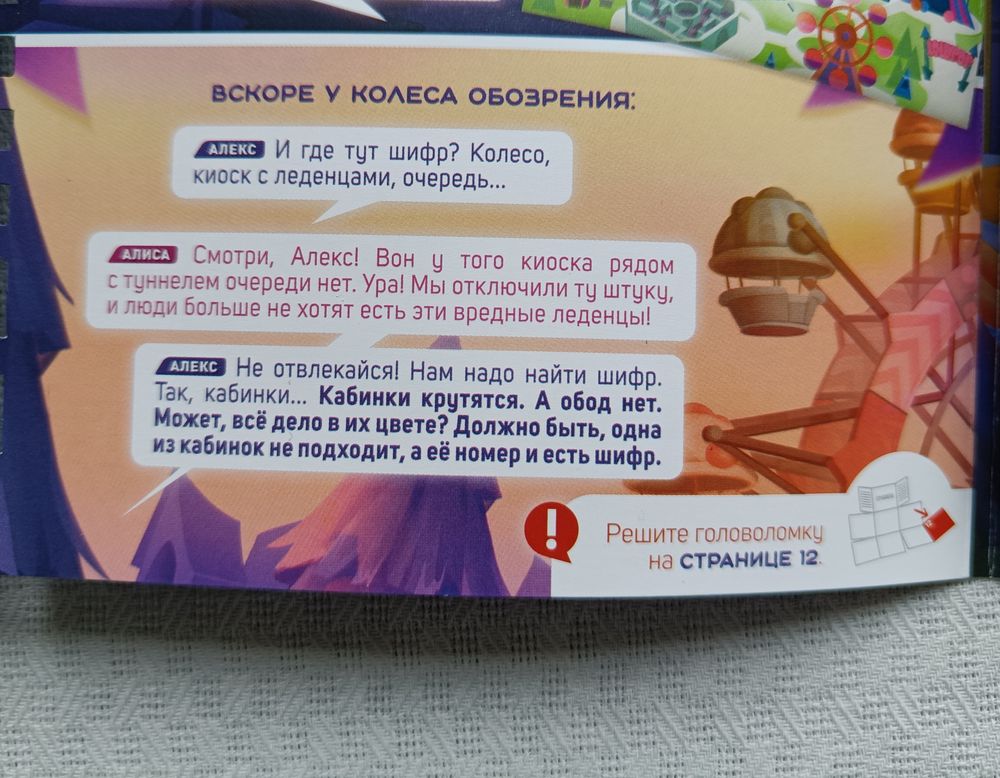 ВСКОРЕ У КОЛЕСА ОБОЗРЕНИЯ:
АЛЕКС И где тут шифр? Колесо,
киоск с леденцами, очередь...
АЛИСА Смотри, Алекс! Вон у того киоска рядом
с туннелем очереди нет. Ура! Мы отключили ту штуку,
и люди больше не хотят есть эти вредные леденцы!
АЛЕКС Не отвлекайся! Нам надо найти шифр.
Так, кабинки... Кабинки крутятся. А обод нет.
Может, всё дело в их цвете? Должно быть, одна
из кабинок не подходит, а её номер и есть шифр.
Решите головоломку
на СТРАНИЦЕ 12.